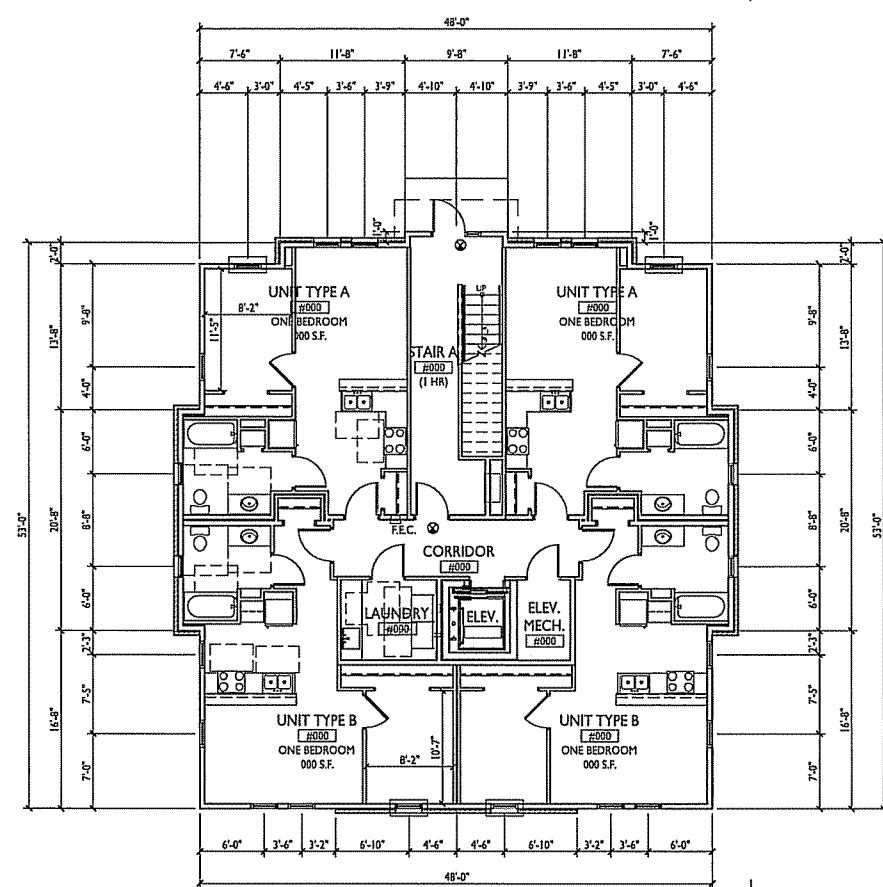 48'-0"
7'-6" 11'-8" 9'-8" 11'-8" 7'-6"
4'-6" 3'-0" 4'-5" 3'-6" 3'-9" 4'-10" 4'-10" 3'-9" 3'-6" 4'-5" 3'-0" 4'-6"
1'-0" 1'-0"
2'-0" 2'-0"
UP
UNIT TYPE A UNIT TYPE A
#000 #000
ONE BEDROOM ONE BEDROOM
000 S.F. 000 S.F.
8'-2"
11'-5"
13'-8" 9'-8" 9'-8" 13'-8"
STAIR A
#000
(1 HR)
4'-0" 4'-0"
6'-0" 6'-0"
53'-0" 20'-8" 8'-8" 8'-8" 20'-8" 53'-0"
F.E.C.
CORRIDOR
#000
6'-0" 6'-0"
LAUNDRY
#000
ELEV.
ELEV.
MECH.
#000
2'-3" 2'-3"
16'-8" 7'-5" 7'-5" 16'-8"
UNIT TYPE B UNIT TYPE B
#000 #000
ONE BEDROOM ONE BEDROOM
000 S.F. 000 S.F.
8'-2"
10'-7"
7'-0" 7'-0"
6'-0" 3'-6" 3'-2" 6'-10" 4'-6" 4'-6" 6'-10" 3'-2" 3'-6" 6'-0"
48'-0"